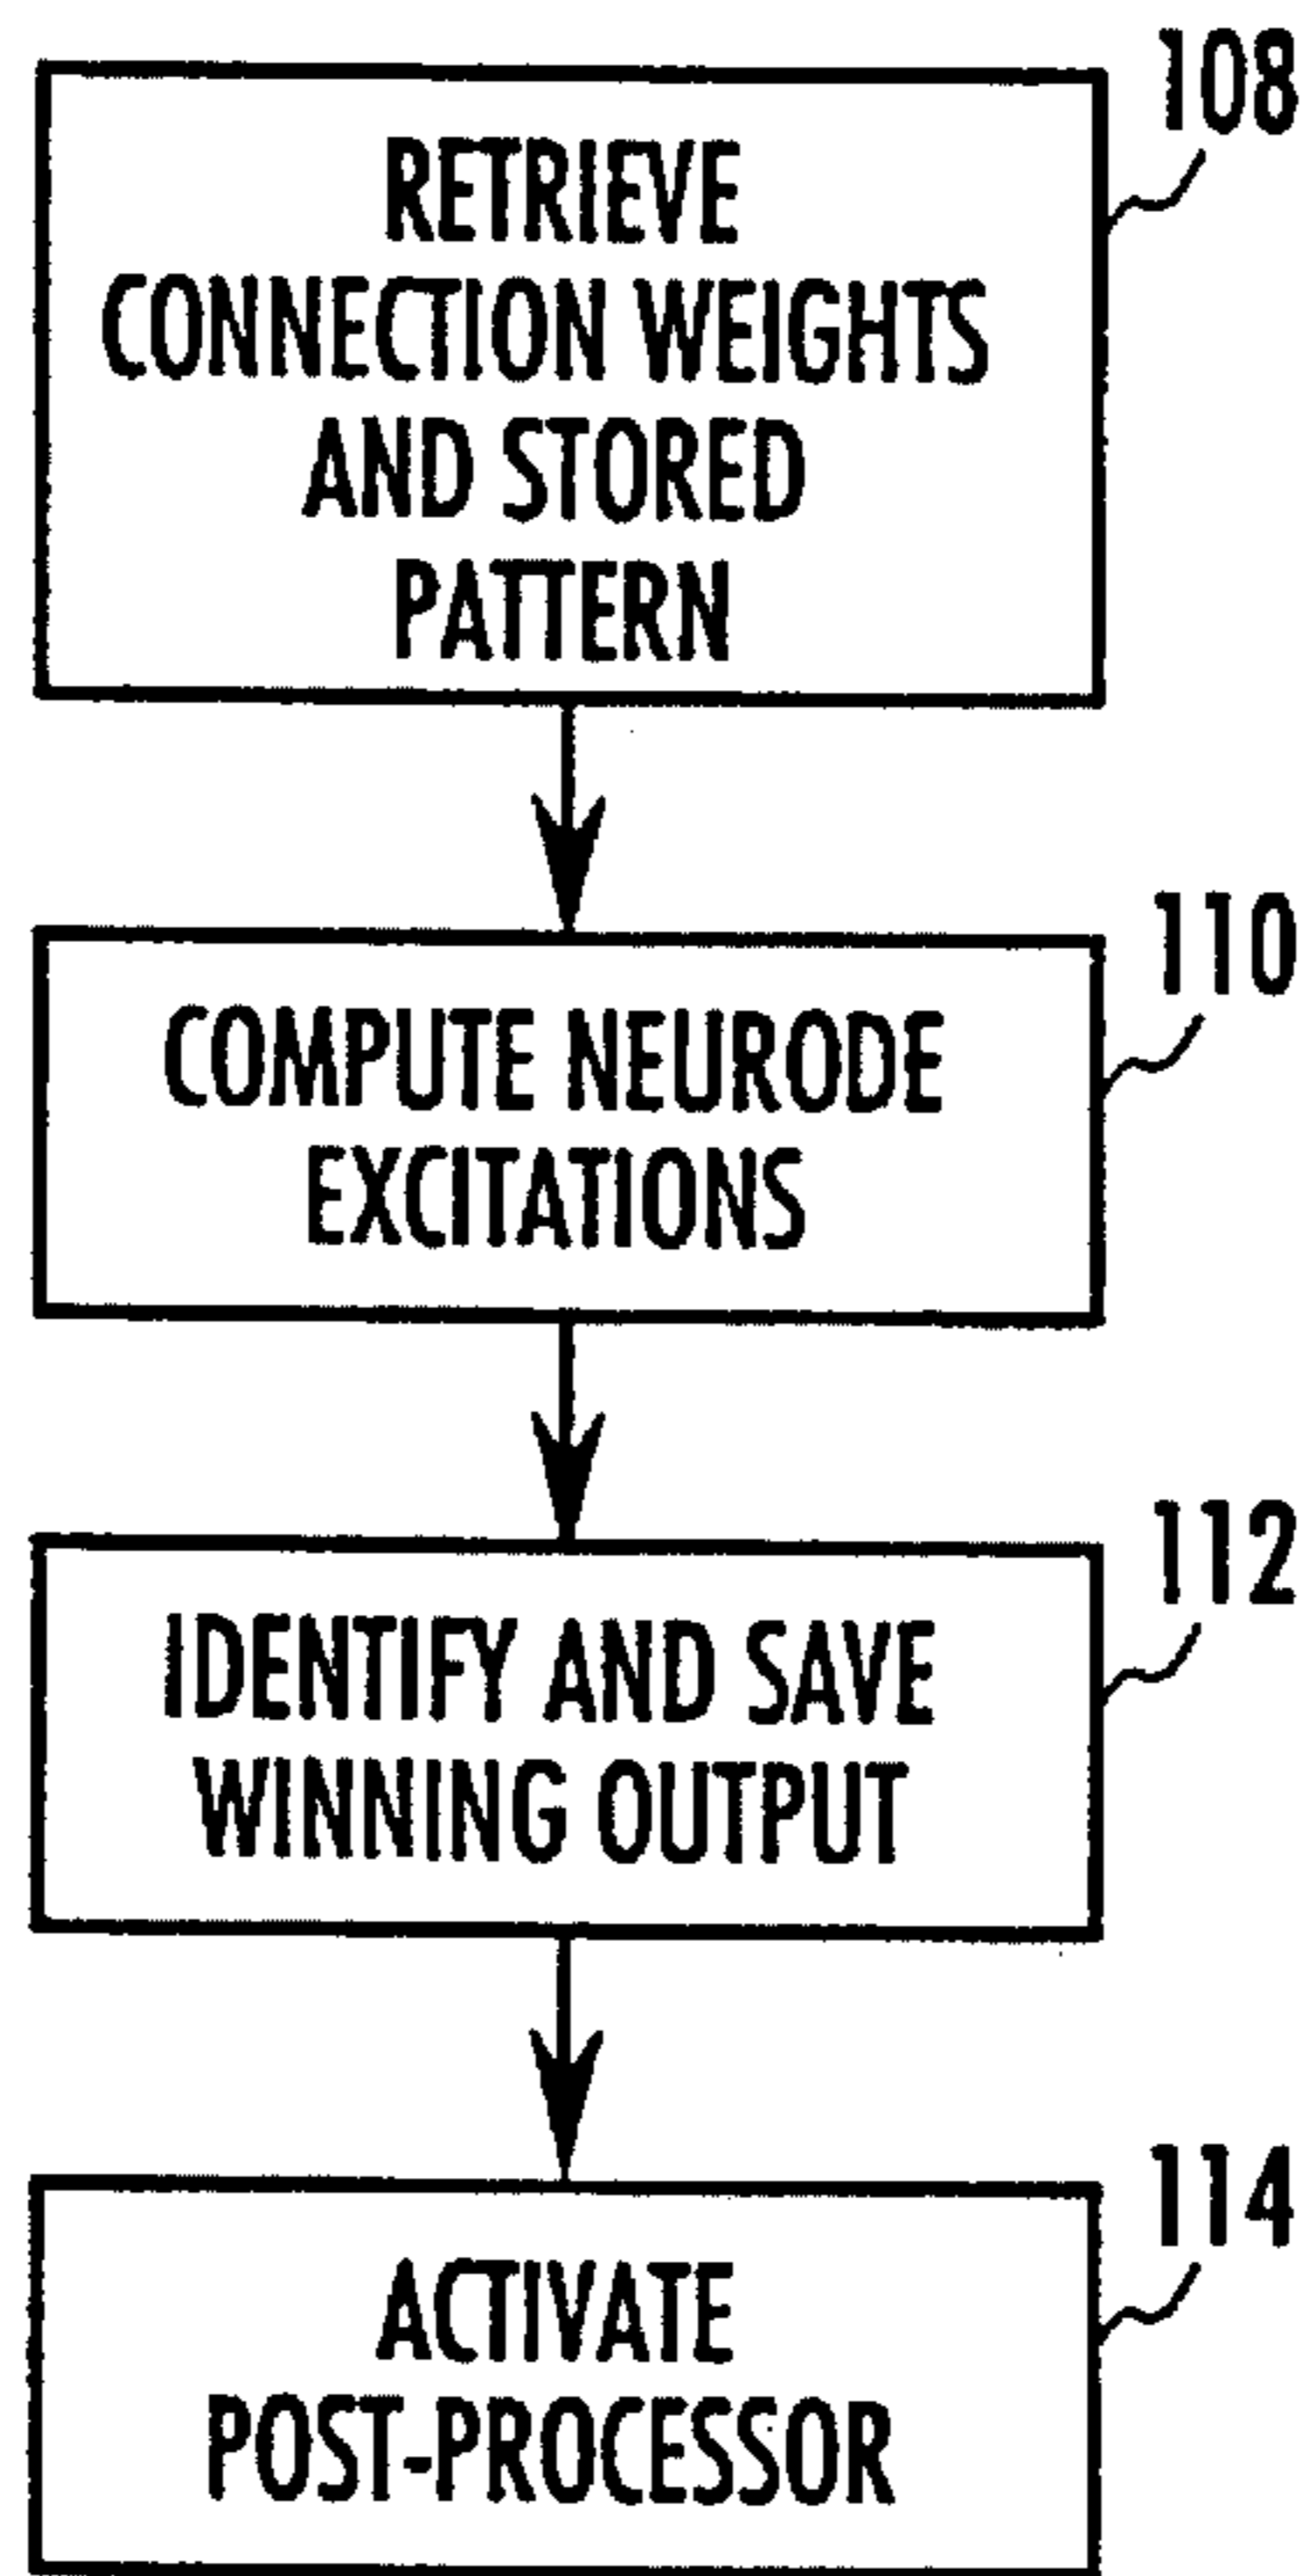 108
RETRIEVE
CONNECTION WEIGHTS
AND STORED
PATTERN
110
COMPUTE NEURODE
EXCITATIONS
112
IDENTIFY AND SAVE
WINNING OUTPUT
114
ACTIVATE
POST-PROCESSOR